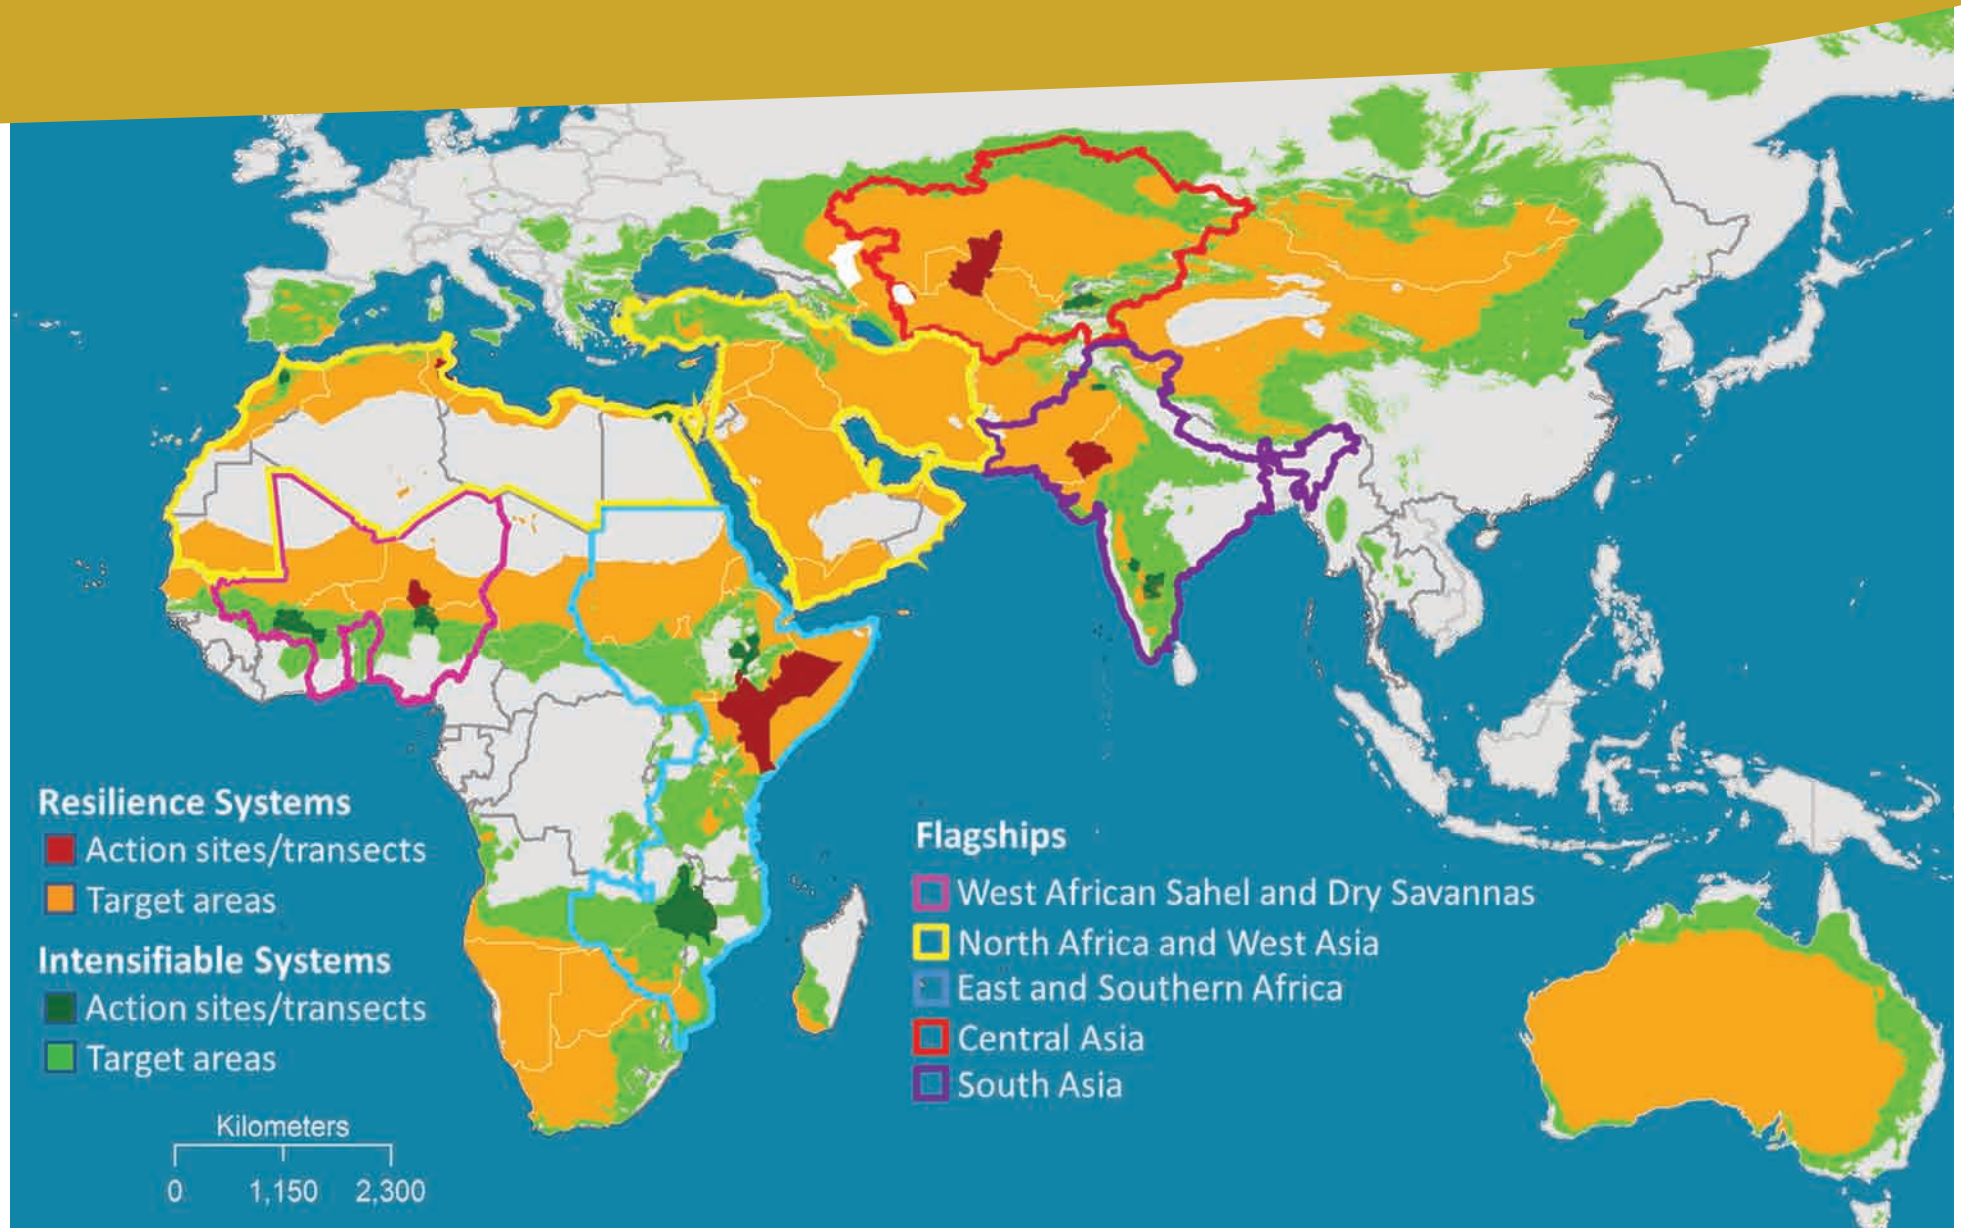 Resilience Systems
Action sites/transects
Target areas
Intensifiable Systems
Action sites/transects
Target areas
Kilometers
0 1,150 2,300
Flagships
West African Sahel and Dry Savannas
North Africa and West Asia
East and Southern Africa
Central Asia
South Asia